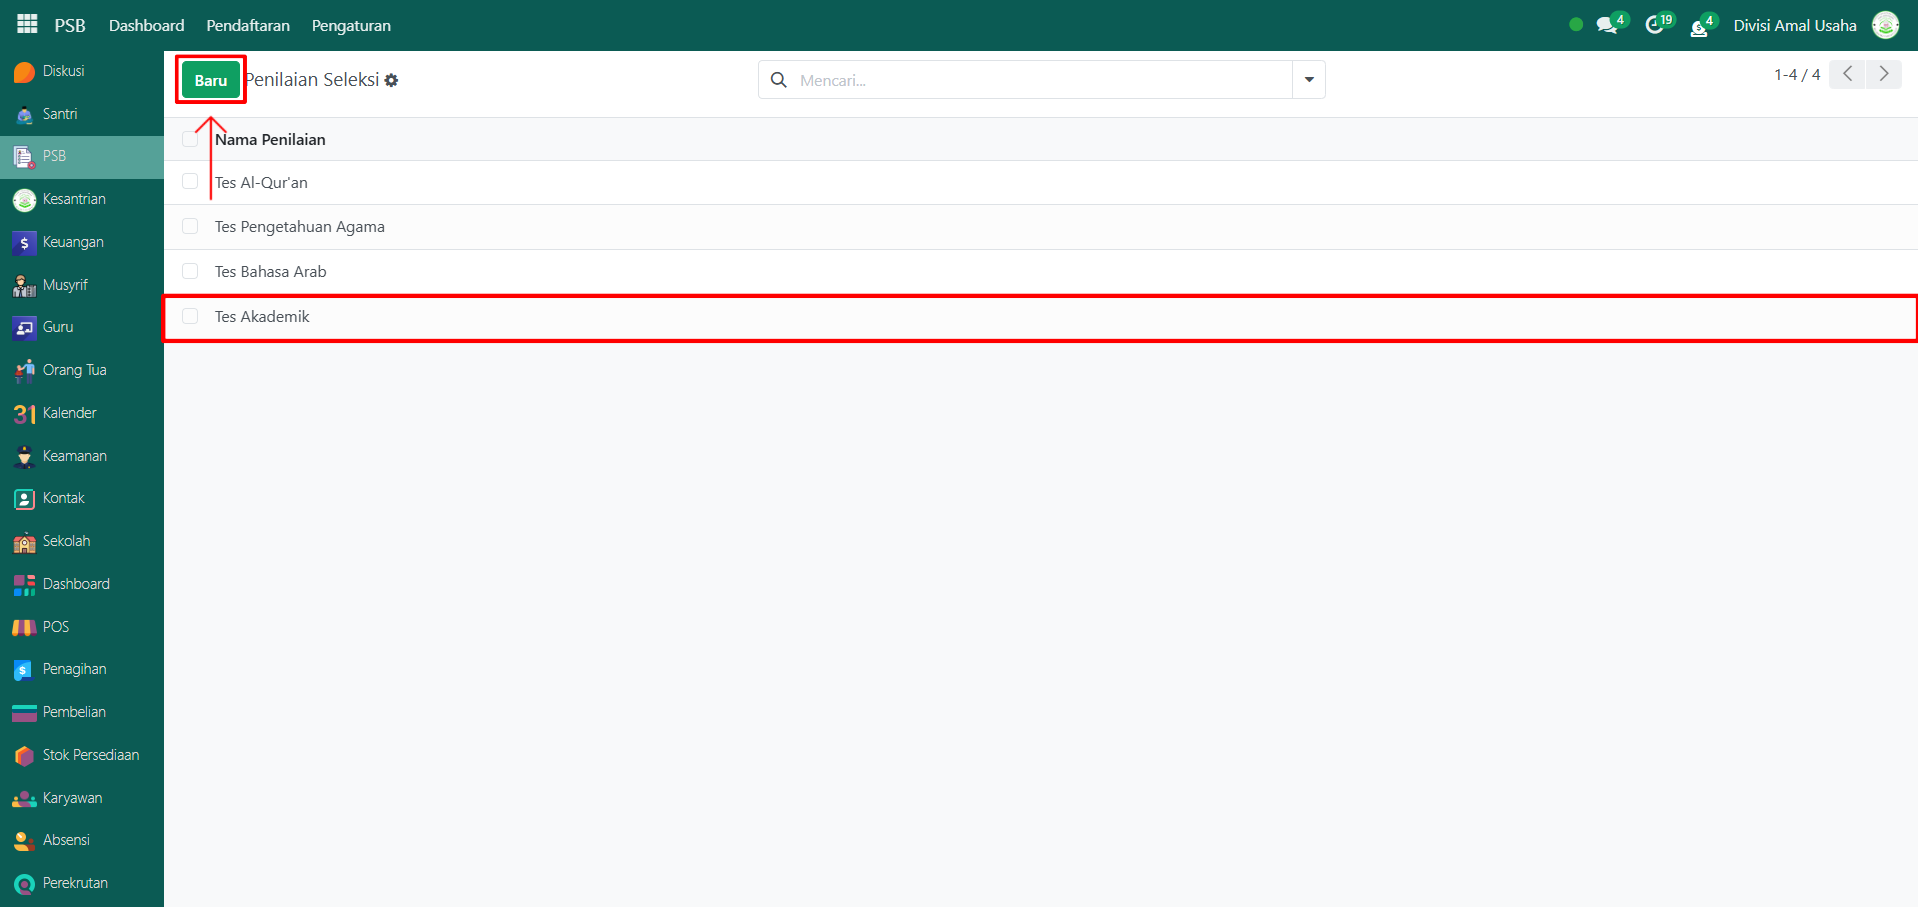 PSB Dashboard Pendaftaran Pengaturan 4 19 4 Divisi Amal Usaha
Diskusi
Santri
PSB
Kesantrian
Keuangan
Musyrif
Guru
Orang Tua
31 Kalender
Keamanan
Kontak
Sekolah
Dashboard
POS
Penagihan
Pembelian
Stok Persediaan
Karyawan
Absensi
Perekrutan
Baru Penilaian Seleksi Mencari... 1-4 / 4
Nama Penilaian
Tes Al-Qur'an
Tes Pengetahuan Agama
Tes Bahasa Arab
Tes Akademik